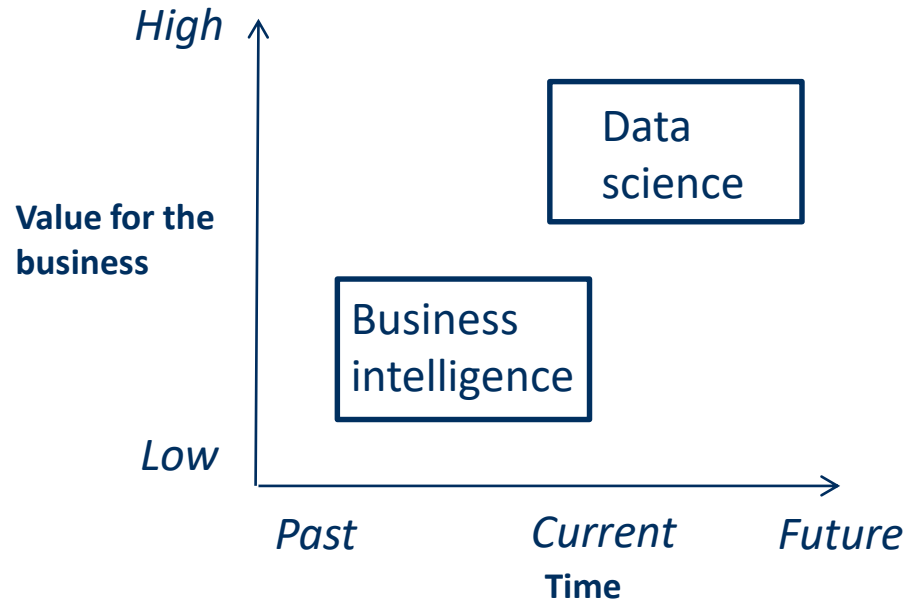 High
Data
science
Value for the
business
Business
intelligence
Low
Past
Current
Future
Time